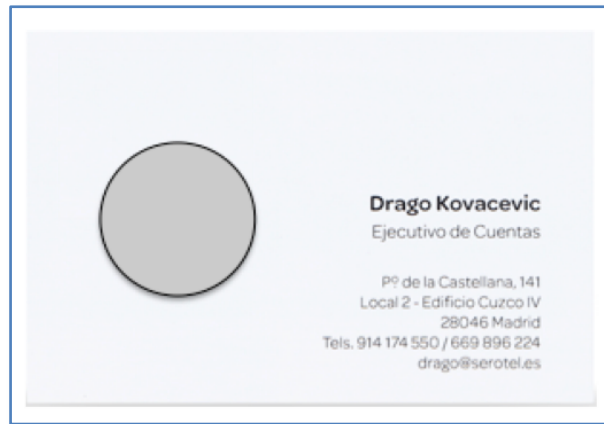 Drago Kovacevic
Ejecutivo de Cuentas
Pº de la Castellana, 141
Local 2 - Edificio Cuzco IV
28046 Madrid
Tels. 914 174 550 / 669 896 224
drago@serotel.es